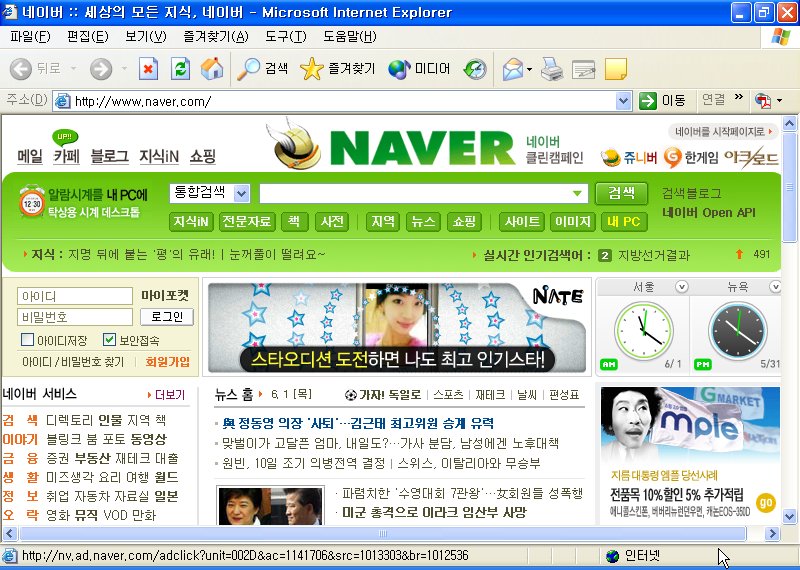 네이버 :: 세상의 모든 지식, 네이버 - Microsoft Internet Explorer
파일(F) 편집(E) 보기(V) 즐겨찾기(A) 도구(T) 도움말(H)
뒤로 검색 즐겨찾기 미디어
주소(D) http://www.naver.com/ 이동 연결 »
네이버를 시작페이지로
UP!!
메일 카페 블로그 지식iN 쇼핑
NAVER 네이버 클린캠페인
쥬니버 한게임 아크로드
알람시계를 내 PC에
12:30 탁상용 시계 데스크톱
통합검색 검색
검색블로그
네이버 Open API
지식iN 전문자료 책 사전 지역 뉴스 쇼핑 사이트 이미지 내 PC
지식 : 지명 뒤에 붙는 '평'의 유래! | 눈꺼풀이 떨려요~
실시간 인기검색어 : 2 지방선거결과 491
아이디 마이포켓
비밀번호 로그인
아이디저장 보안접속
아이디/비밀번호 찾기 | 회원가입
NATE
스타오디션 도전하면 나도 최고 인기스타!
서울 뉴욕
AM 6/ 1 PM 5/31
네이버 서비스 더보기
검 색 디렉토리 인물 지역 책
이야기 블링크 붐 포토 동영상
금 융 증권 부동산 재테크 대출
생 활 미즈생각 요리 여행 월드
정 보 취업 자동차 자료실 일본
오 락 영화 뮤직 VOD 만화
뉴스 홈 6, 1 [목] 가자! 독일로 | 스포츠 | 재테크 | 날씨 | 편성표
與 정동영 의장 '사퇴'…김근태 최고위원 승계 유력
맞벌이가 고달픈 엄마, 내일도?…가사 분담, 남성에겐 노후대책
원빈, 10일 조기 의병전역 결정 | 스위스, 이탈리아와 무승부
파렴치한 '수영대회 7관왕'…女회원들 성폭행
미군 총격으로 이라크 임산부 사망
G MARKET
mple
지름 대통령 엠플 당선사례
전품목 10%할인 5% 추가적립
에니콜스킨폰, 버버리뉴런던우먼, 캐논EOS-350D
go
http://nv.ad.naver.com/adclick?unit=002D&ac=1141706&src=1013303&br=1012536 인터넷